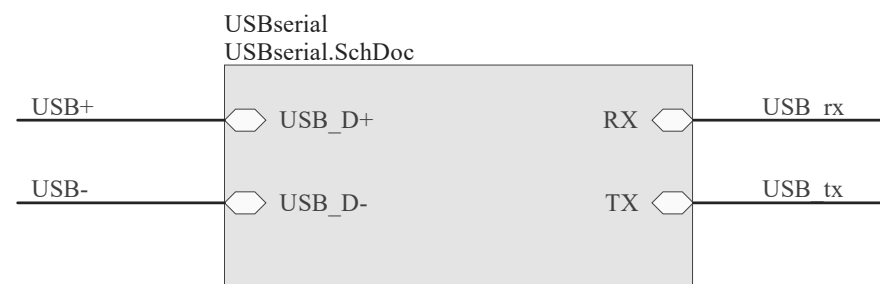 USBserial
USBserial.SchDoc
USB+ USB_D+ RX USB_rx
USB- USB_D- TX USB_tx